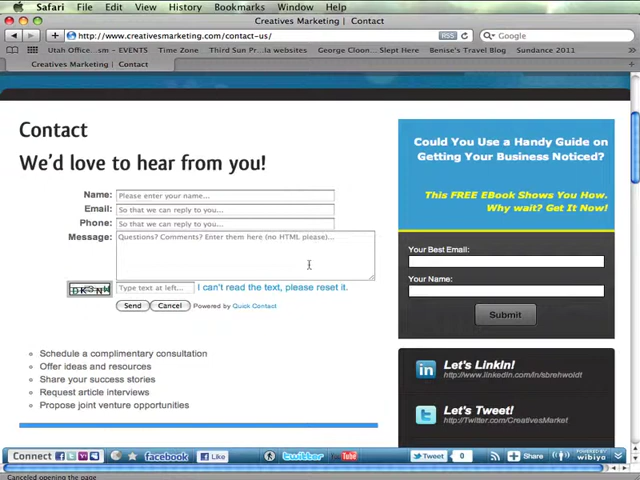 Safari File Edit View History Bookmarks Window Help
Creatives Marketing | Contact
http://www.creativesmarketing.com/contact-us/
RSS
Google
Utah Office...sm – EVENTS Time Zone Third Sun Pr...la websites George Cloon... Slept Here Benise's Travel Blog Sundance 2011
Creatives Marketing | Contact
Contact
We'd love to hear from you!
Name: Please enter your name...
Email: So that we can reply to you...
Phone: So that we can reply to you...
Message: Questions? Comments? Enter them here (no HTML please)...
Type text at left... I can't read the text, please reset it.
Send Cancel Powered by Quick Contact
Schedule a complimentary consultation
Offer ideas and resources
Share your success stories
Request article interviews
Propose joint venture opportunities
Could You Use a Handy Guide on
Getting Your Business Noticed?
This FREE EBook Shows You How.
Why wait? Get It Now!
Your Best Email:
Your Name:
Submit
in Let's LinkIn!
http://www.linkedin.com/in/sbrehwoldt
t Let's Tweet!
http://Twitter.com/CreativesMarket
Connect facebook Like twitter YouTube Tweet 0 Share wibiya
Canceled opening the page